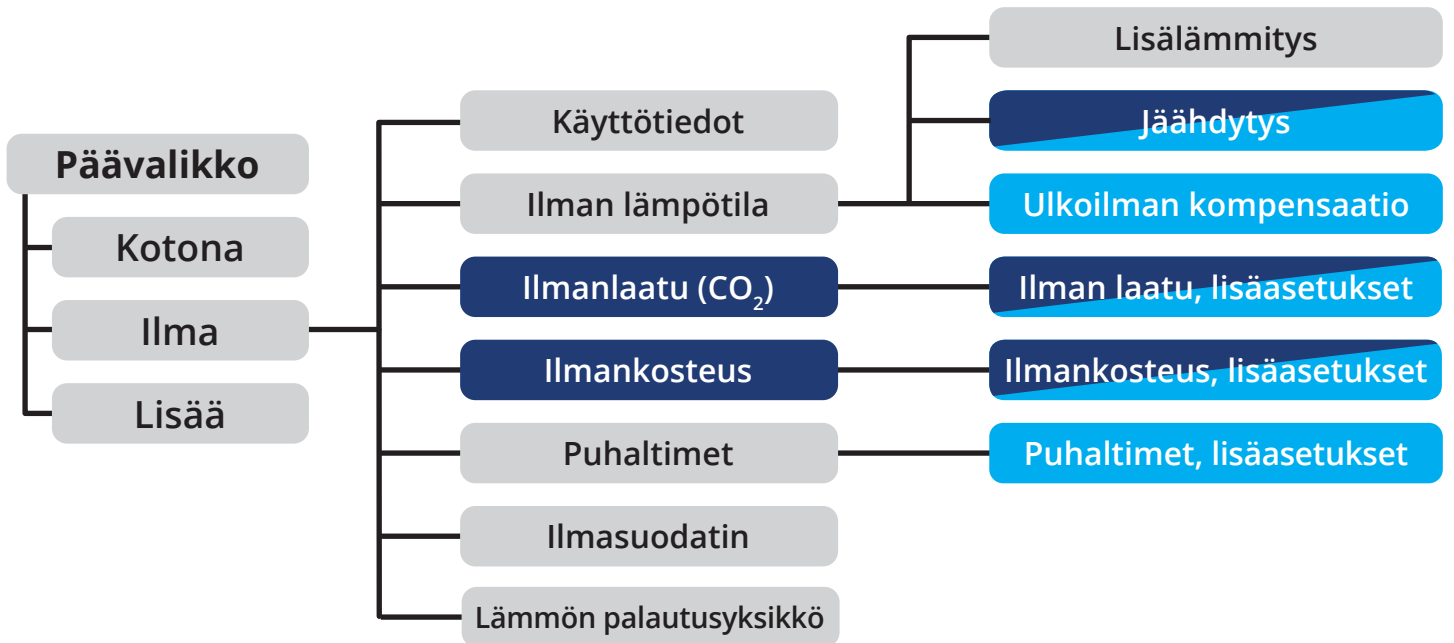 Päävalikko
Kotona
Ilma
Lisää
Käyttötiedot
Ilman lämpötila
Ilmanlaatu (CO₂)
Ilmankosteus
Puhaltimet
Ilmasuodatin
Lämmön palautusyksikkö
Lisälämmitys
Jäähdytys
Ulkoilman kompensaatio
Ilman laatu, lisäasetukset
Ilmankosteus, lisäasetukset
Puhaltimet, lisäasetukset